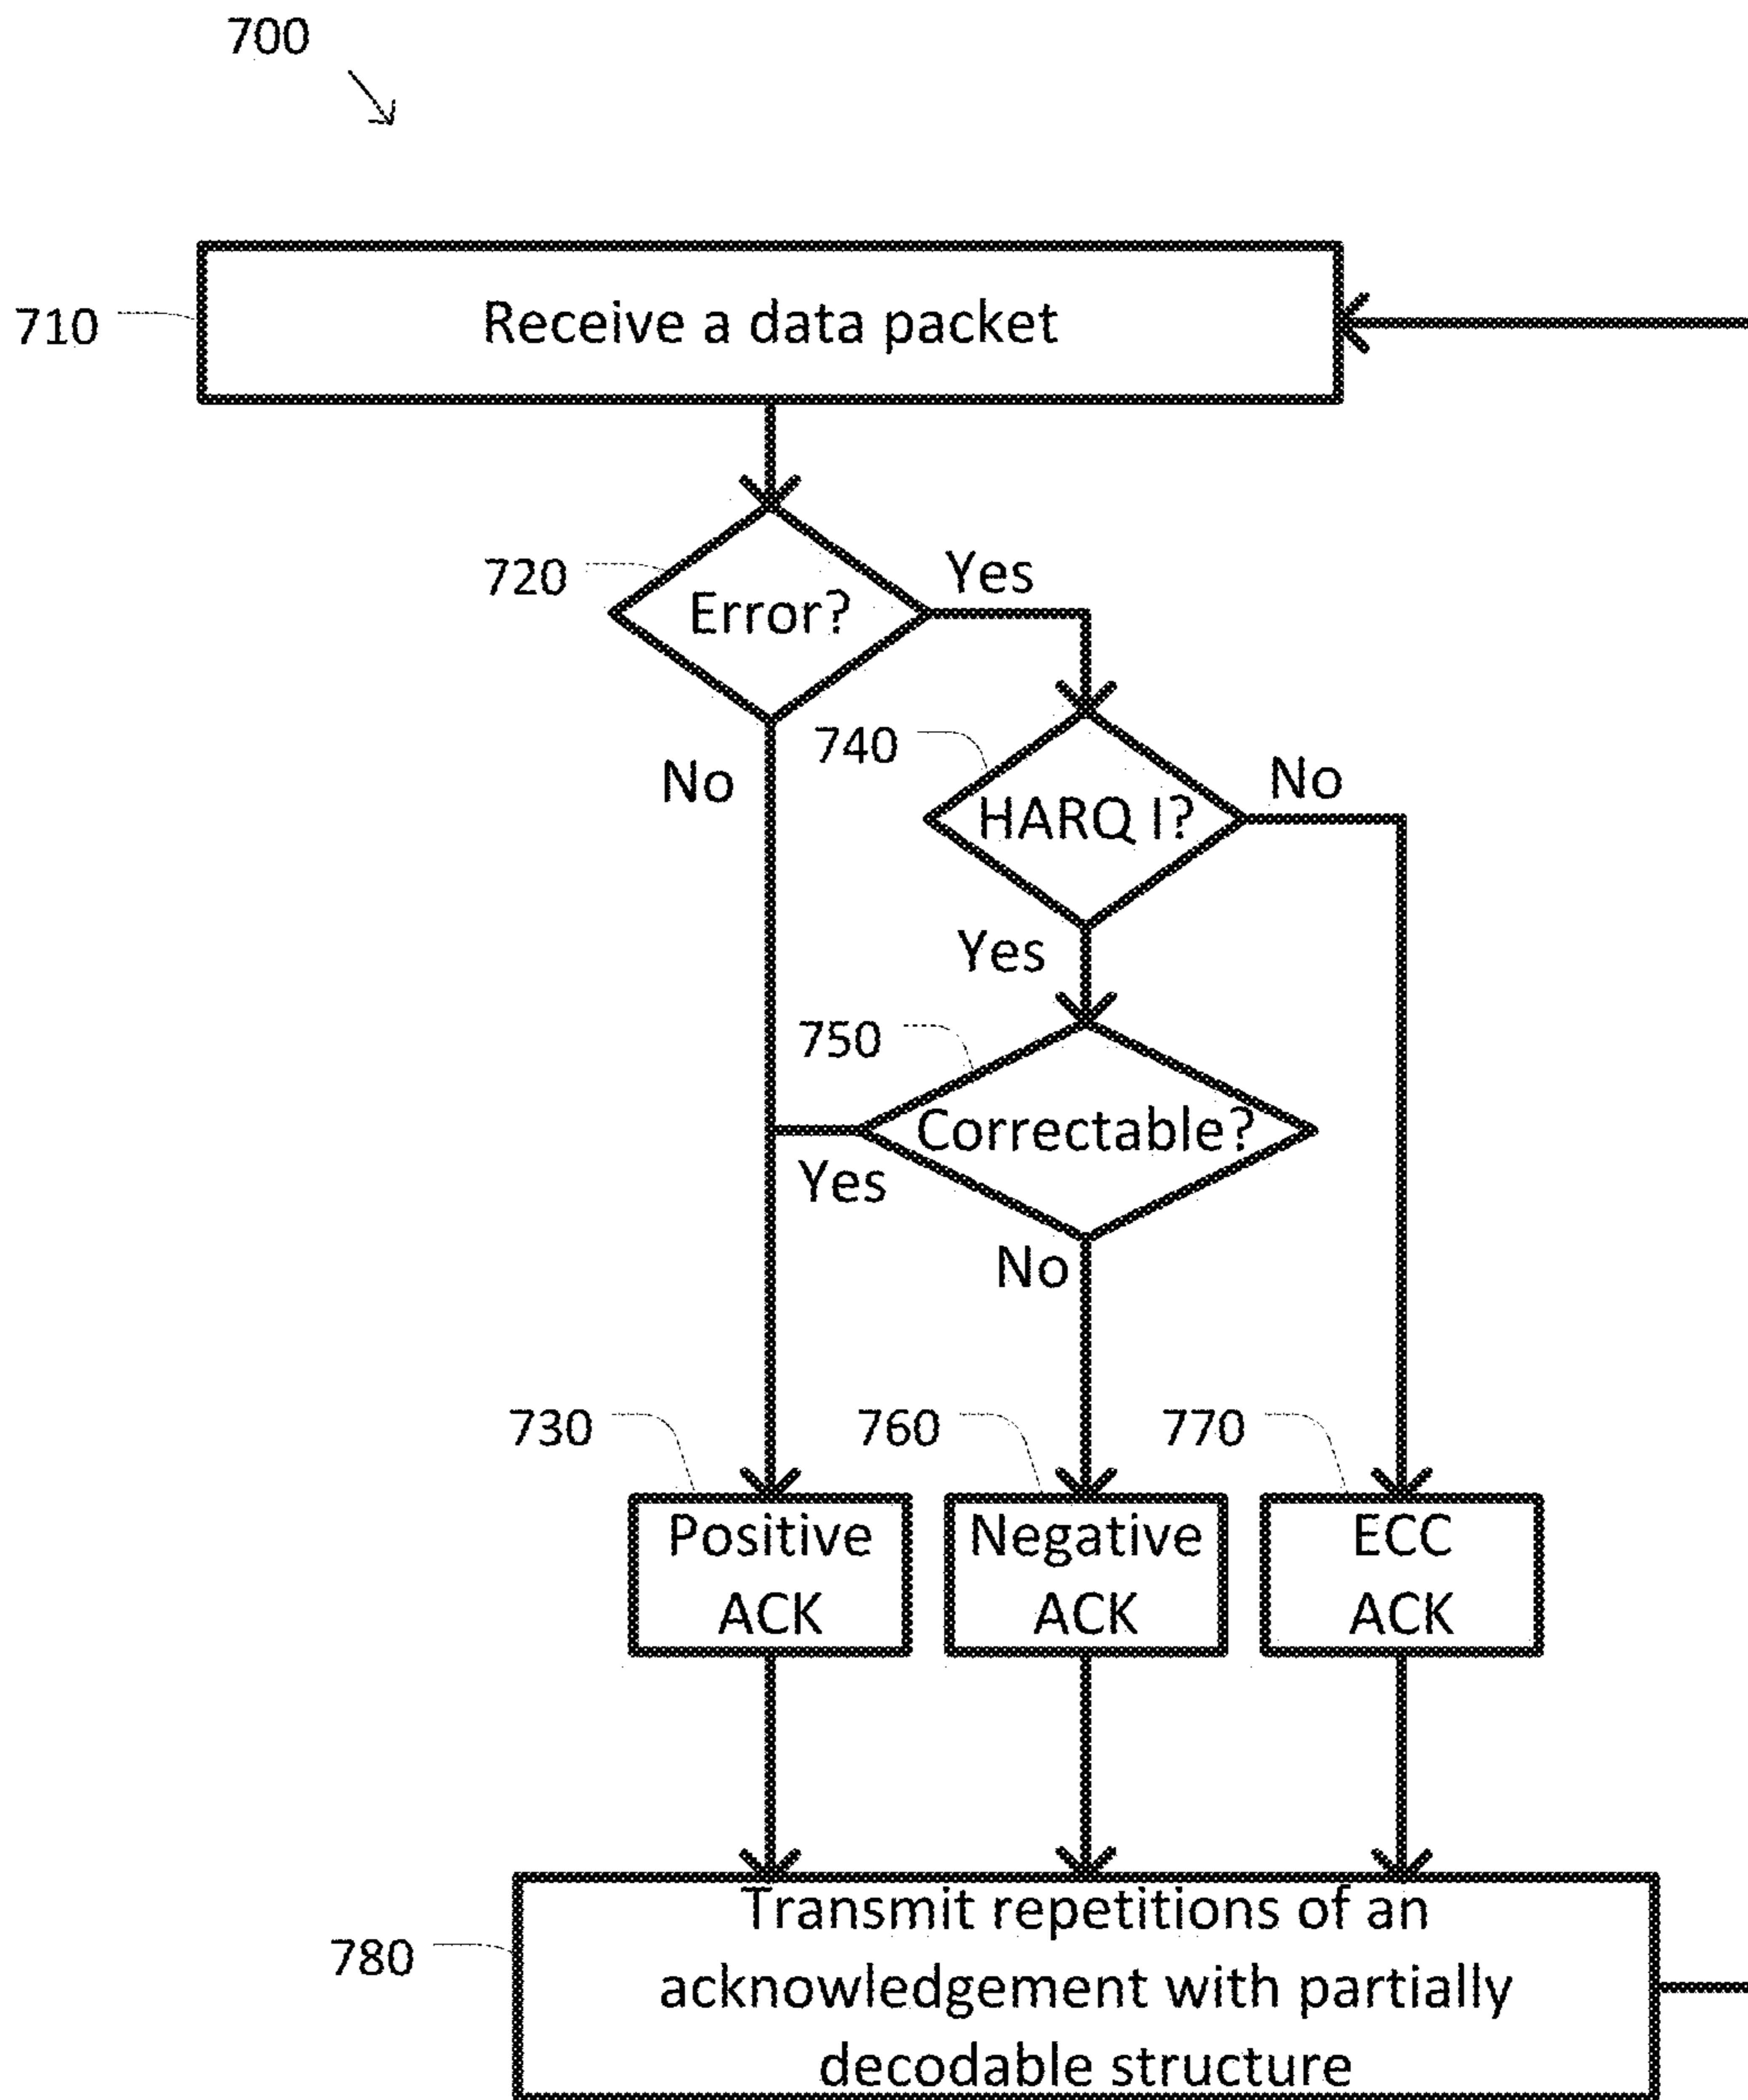 700
710
Receive a data packet
720
Error?
Yes
No
740
HARQ I?
No
Yes
750
Correctable?
Yes
No
730
760
770
Positive
ACK
Negative
ACK
ECC
ACK
780
Transmit repetitions of an
acknowledgement with partially
decodable structure